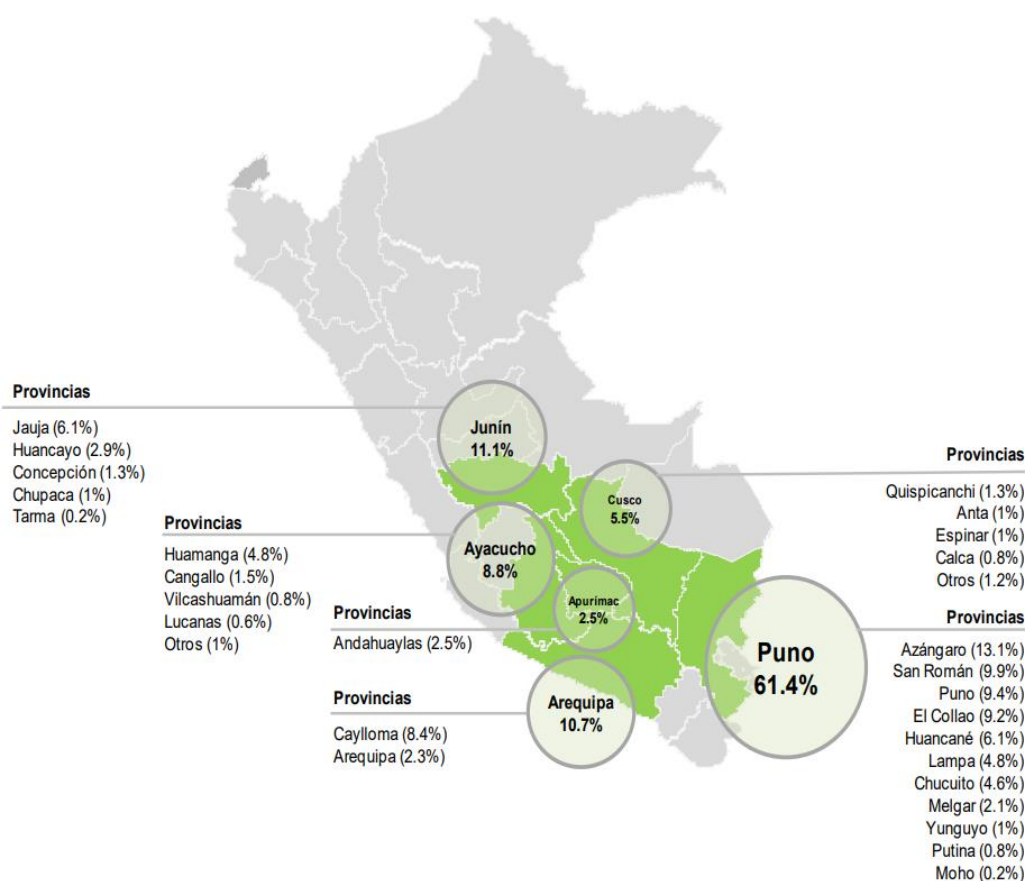 Provincias
Jauja (6.1%)
Huancayo (2.9%)
Concepción (1.3%)
Chupaca (1%)
Tarma (0.2%)
Junín
11.1%
Provincias
Quispicanchi (1.3%)
Anta (1%)
Espinar (1%)
Calca (0.8%)
Otros (1.2%)
Cusco
5.5%
Provincias
Huamanga (4.8%)
Cangallo (1.5%)
Vilcashuamán (0.8%)
Lucanas (0.6%)
Otros (1%)
Ayacucho
8.8%
Provincias
Andahuaylas (2.5%)
Apurímac
2.5%
Provincias
Caylloma (8.4%)
Arequipa (2.3%)
Arequipa
10.7%
Puno
61.4%
Provincias
Azángaro (13.1%)
San Román (9.9%)
Puno (9.4%)
El Collao (9.2%)
Huancané (6.1%)
Lampa (4.8%)
Chucuito (4.6%)
Melgar (2.1%)
Yunguyo (1%)
Putina (0.8%)
Moho (0.2%)